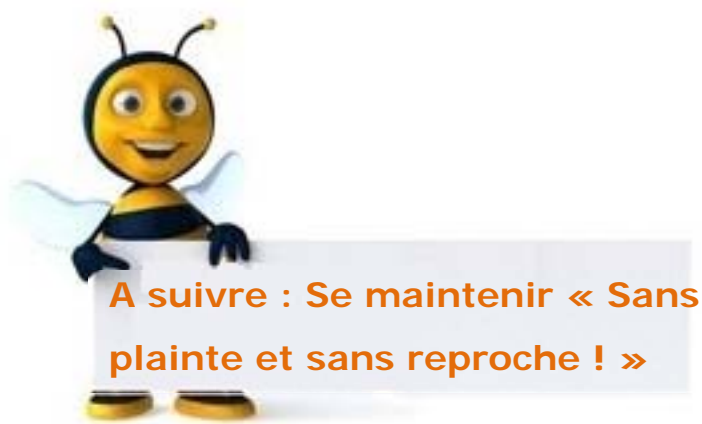 A suivre : Se maintenir « Sans
plainte et sans reproche ! »